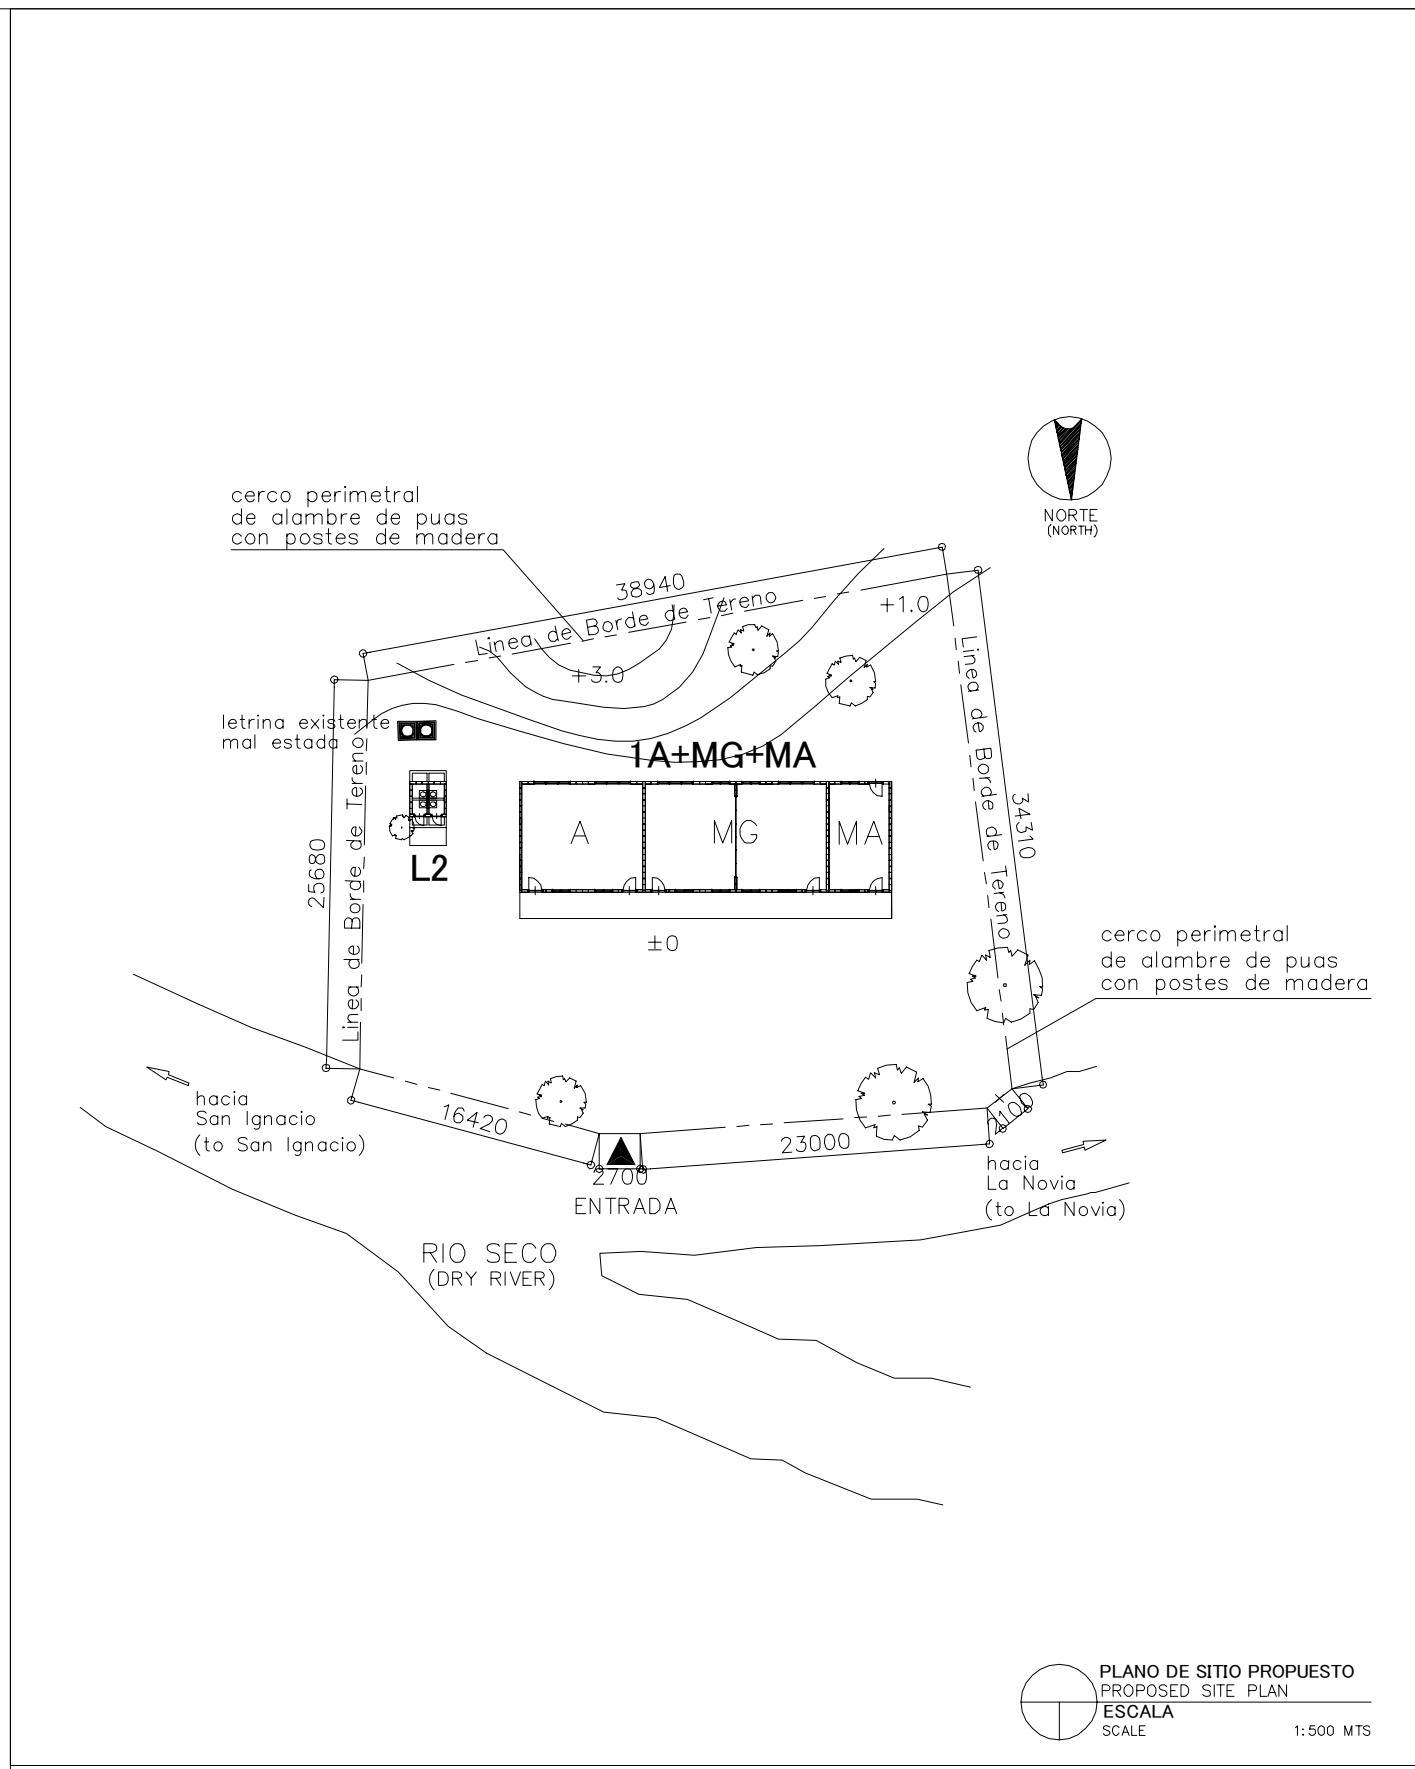 NORTE
(NORTH)
cerco perimetral
de alambre de puas
con postes de madera
38940
Linea de Borde de Tereno
+1.0
+3.0
letrina existente
mal estada
1A+MG+MA
A
MG
MA
L2
25680
Linea de Borde de Tereno
Linea de Borde de Tereno
34310
±0
cerco perimetral
de alambre de puas
con postes de madera
hacia
San Ignacio
(to San Ignacio)
16420
2700
ENTRADA
23000
hacia
La Novia
(to La Novia)
RIO SECO
(DRY RIVER)
PLANO DE SITIO PROPUESTO
PROPOSED SITE PLAN
ESCALA
SCALE
1:500 MTS